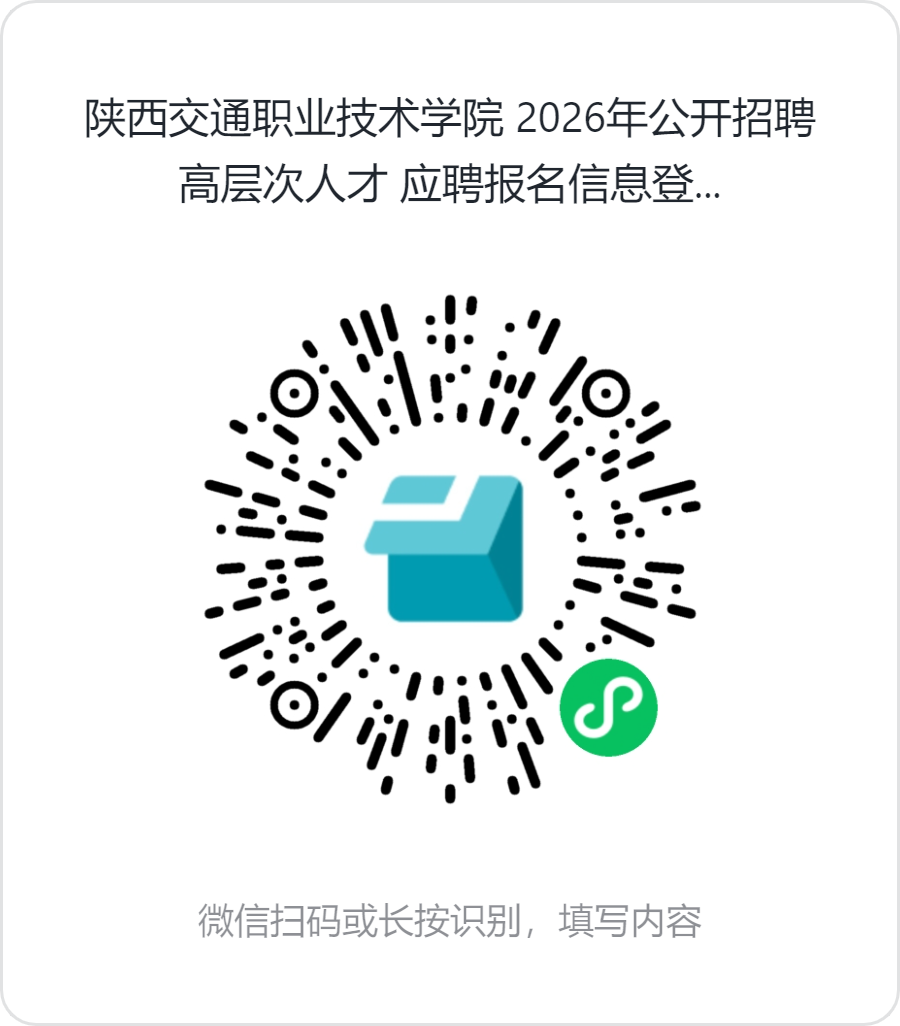 陕西交通职业技术学院 2026年公开招聘
高层次人才 应聘报名信息登...
微信扫码或长按识别，填写内容